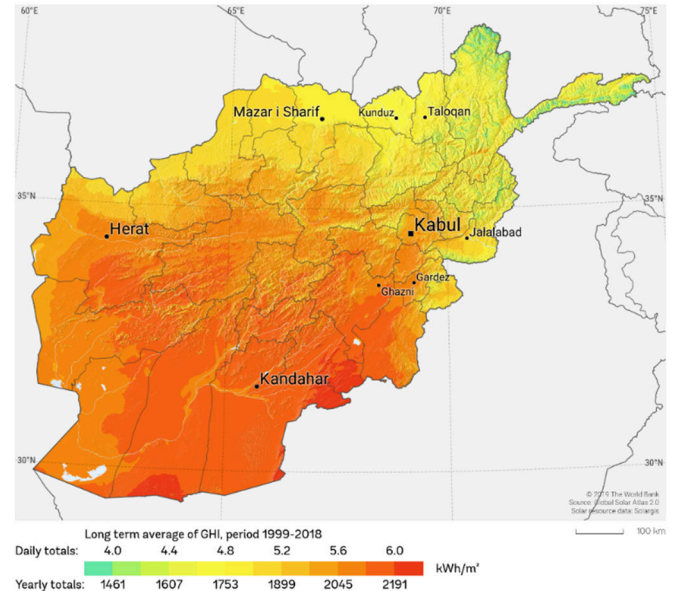 60°E 65°E 70°E 75°E
Mazar i Sharif
Kunduz
Taloqan
35°N
35°N
Herat
Kabul
Jalalabad
Gardez
Ghazni
Kandahar
30°N
30°N
© 2019 The World Bank
Source: Global Solar Atlas 2.0
Solar resource data: Solargis
100 km
Long term average of GHI, period 1999-2018
Daily totals: 4.0 4.4 4.8 5.2 5.6 6.0
kWh/m²
Yearly totals: 1461 1607 1753 1899 2045 2191